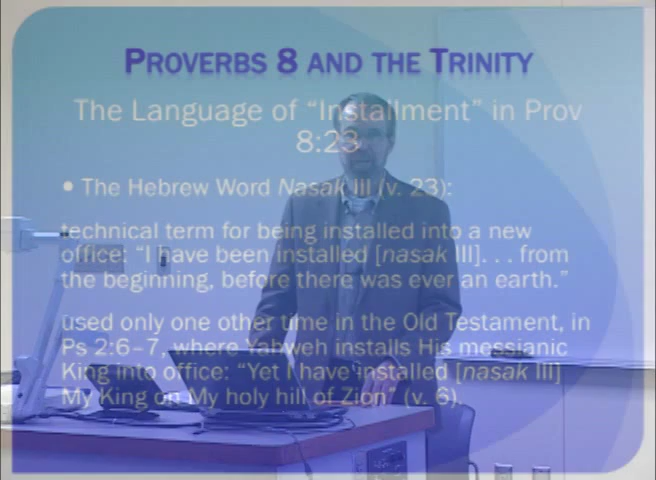 PROVERBS 8 AND THE TRINITY
The Language of “Installment” in Prov
8:23
• The Hebrew Word Nasak III (v. 23):
technical term for being installed into a new
office: “I have been installed [nasak III]. . . from
the beginning, before there was ever an earth.”
used only one other time in the Old Testament, in
Ps 2:6–7, where Yahweh installs His messianic
King into office: “Yet I have installed [nasak III]
My King on My holy hill of Zion” (v. 6).